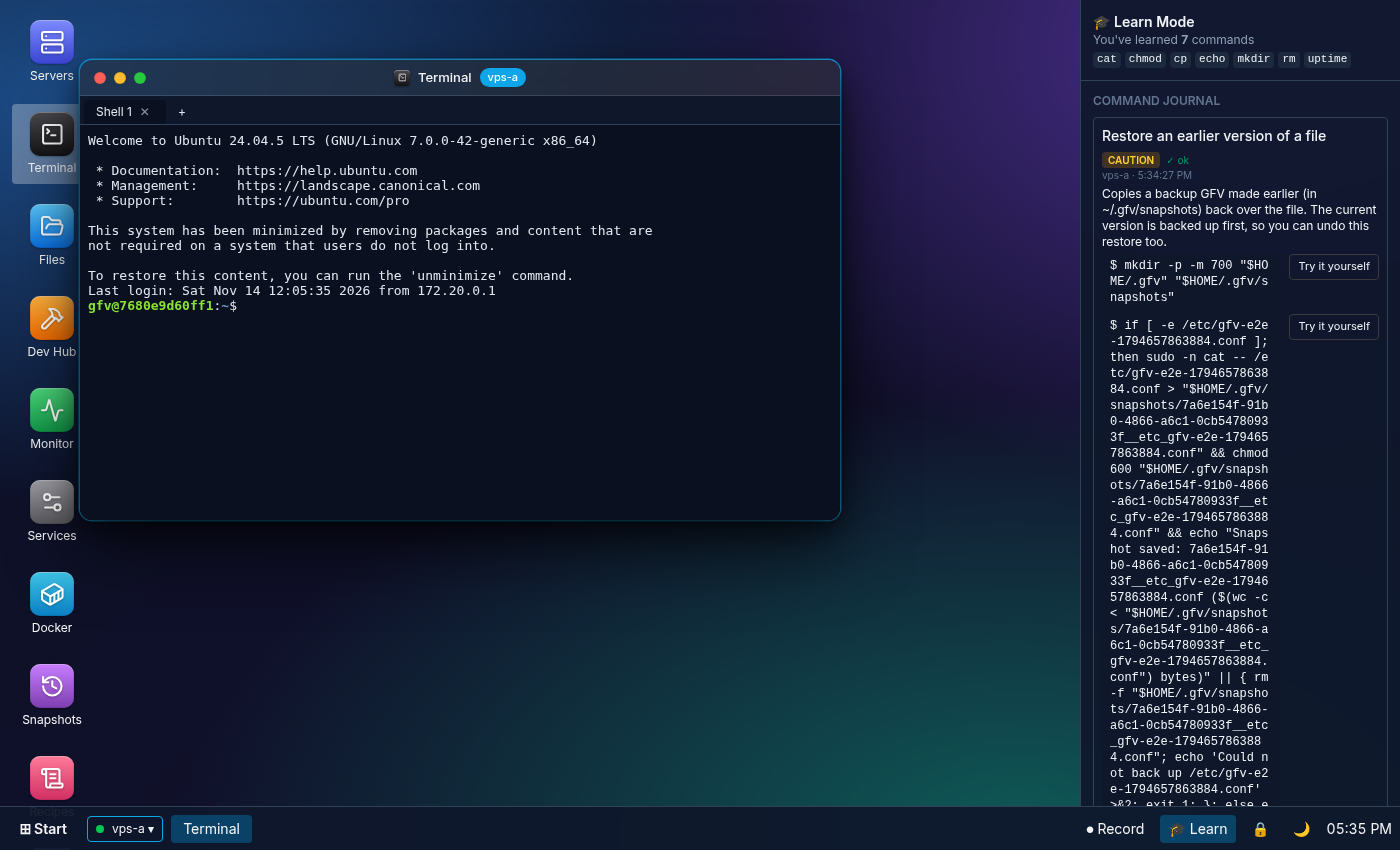 Servers
Terminal
Files
Dev Hub
Monitor
Services
Docker
Snapshots
Recipes
Terminal vps-a
Shell 1 ✕ +
Welcome to Ubuntu 24.04.5 LTS (GNU/Linux 7.0.0-42-generic x86_64)
* Documentation: https://help.ubuntu.com
* Management: https://landscape.canonical.com
* Support: https://ubuntu.com/pro
This system has been minimized by removing packages and content that are
not required on a system that users do not log into.
To restore this content, you can run the 'unminimize' command.
Last login: Sat Nov 14 12:05:35 2026 from 172.20.0.1
gfv@7680e9d60ff1:~$
🎓 Learn Mode
You've learned 7 commands
cat chmod cp echo mkdir rm uptime
COMMAND JOURNAL
Restore an earlier version of a file
CAUTION ✓ ok
vps-a · 5:34:27 PM
Copies a backup GFV made earlier (in
~/.gfv/snapshots) back over the file. The current
version is backed up first, so you can undo this
restore too.
$ mkdir -p -m 700 "$HO
ME/.gfv" "$HOME/.gfv/s
napshots"
Try it yourself
$ if [ -e /etc/gfv-e2e
-1794657863884.conf ];
then sudo -n cat -- /e
tc/gfv-e2e-17946578638
84.conf > "$HOME/.gfv/
snapshots/7a6e154f-91b
0-4866-a6c1-0cb5478093
3f__etc_gfv-e2e-179465
7863884.conf" && chmod
600 "$HOME/.gfv/snapsh
ots/7a6e154f-91b0-4866
-a6c1-0cb54780933f__et
c_gfv-e2e-179465786388
4.conf" && echo "Snaps
hot saved: 7a6e154f-91
b0-4866-a6c1-0cb547809
33f__etc_gfv-e2e-17946
57863884.conf ($(wc -c
< "$HOME/.gfv/snapshot
s/7a6e154f-91b0-4866-a
6c1-0cb54780933f__etc_
gfv-e2e-1794657863884.
conf") bytes)" || { rm
-f "$HOME/.gfv/snapsho
ts/7a6e154f-91b0-4866-
a6c1-0cb54780933f__etc
_gfv-e2e-179465786388
4.conf"; echo 'Could n
ot back up /etc/gfv-e2
e-1794657863884.conf'
>&2; exit 1; }; else e
Try it yourself
Start
vps-a ▾
Terminal
● Record
🎓 Learn
05:35 PM